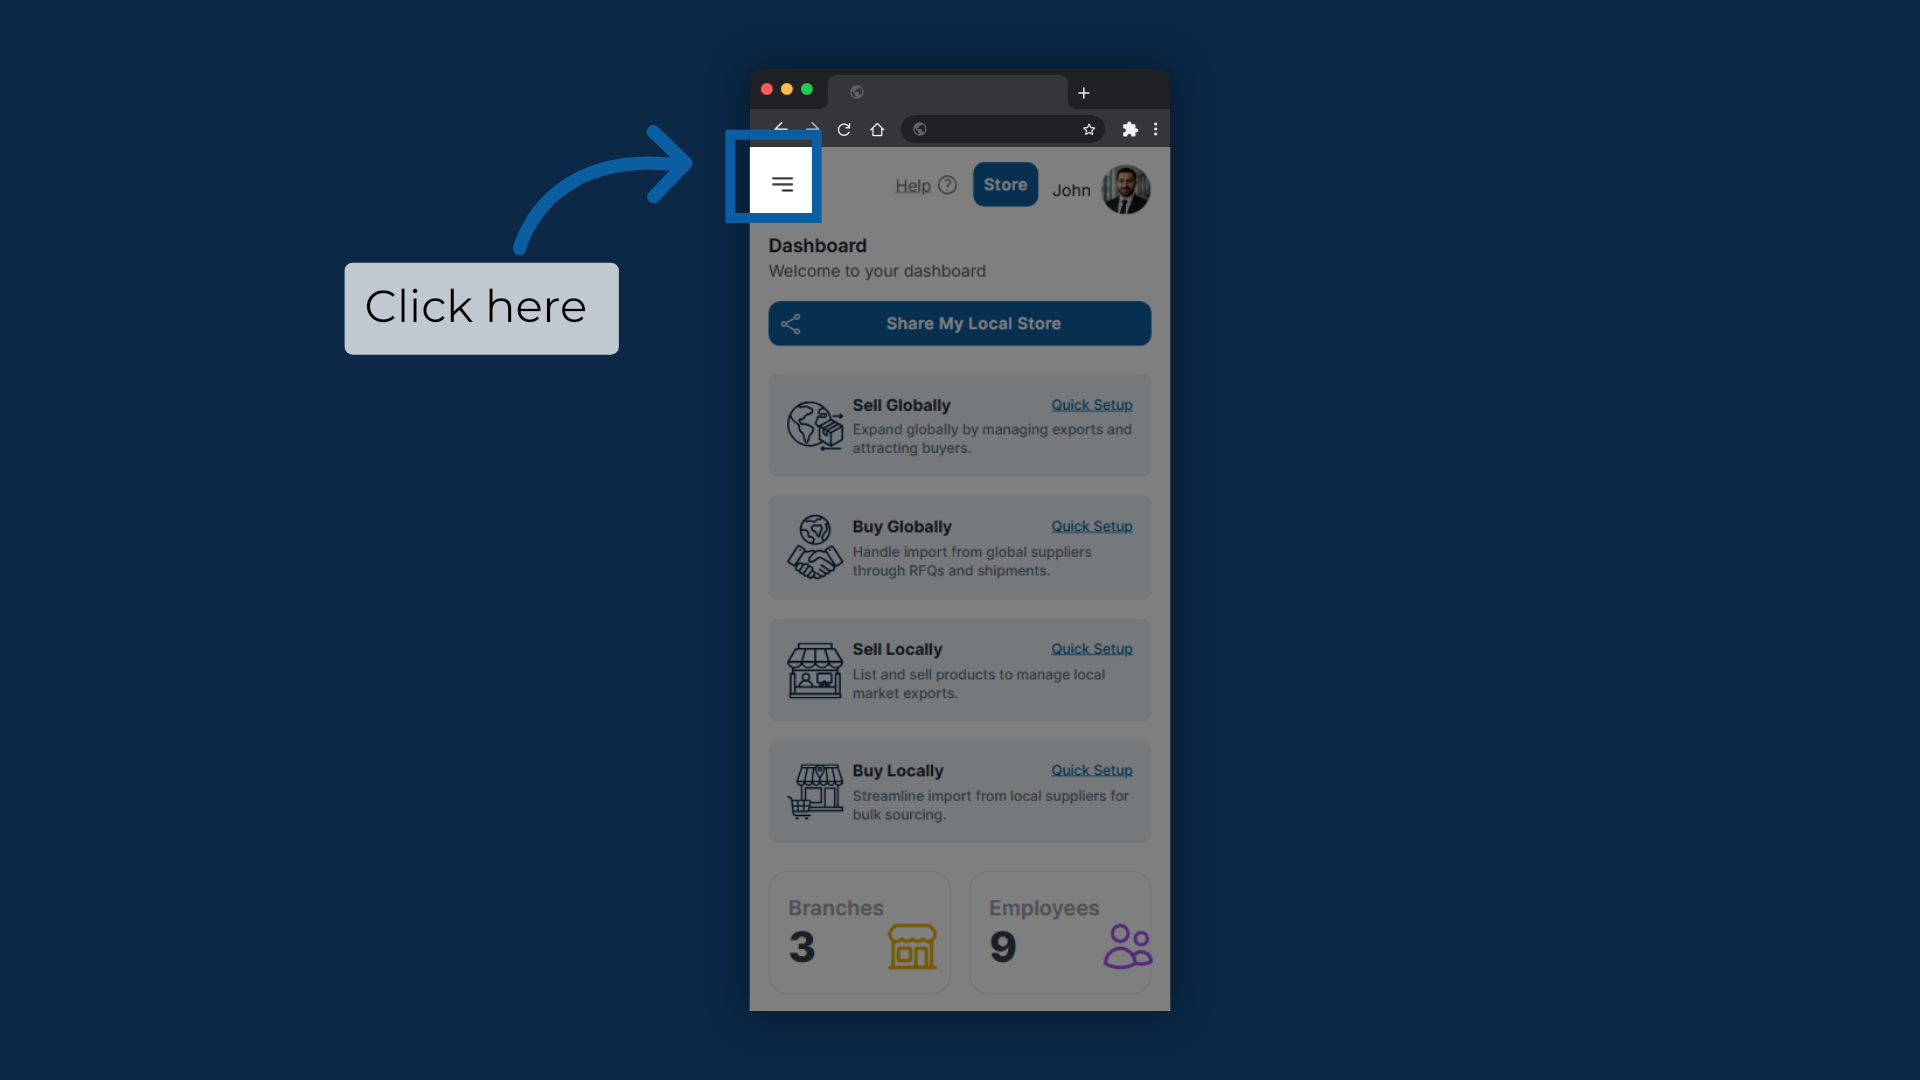 Help
Store
John
Dashboard
Welcome to your dashboard
Click here
Share My Local Store
Sell Globally
Quick Setup
Expand globally by managing exports and
attracting buyers.
Buy Globally
Quick Setup
Handle import from global suppliers
through RFQs and shipments.
Sell Locally
Quick Setup
List and sell products to manage local
market exports.
Buy Locally
Quick Setup
Streamline import from local suppliers for
bulk sourcing.
Branches
3
Employees
9